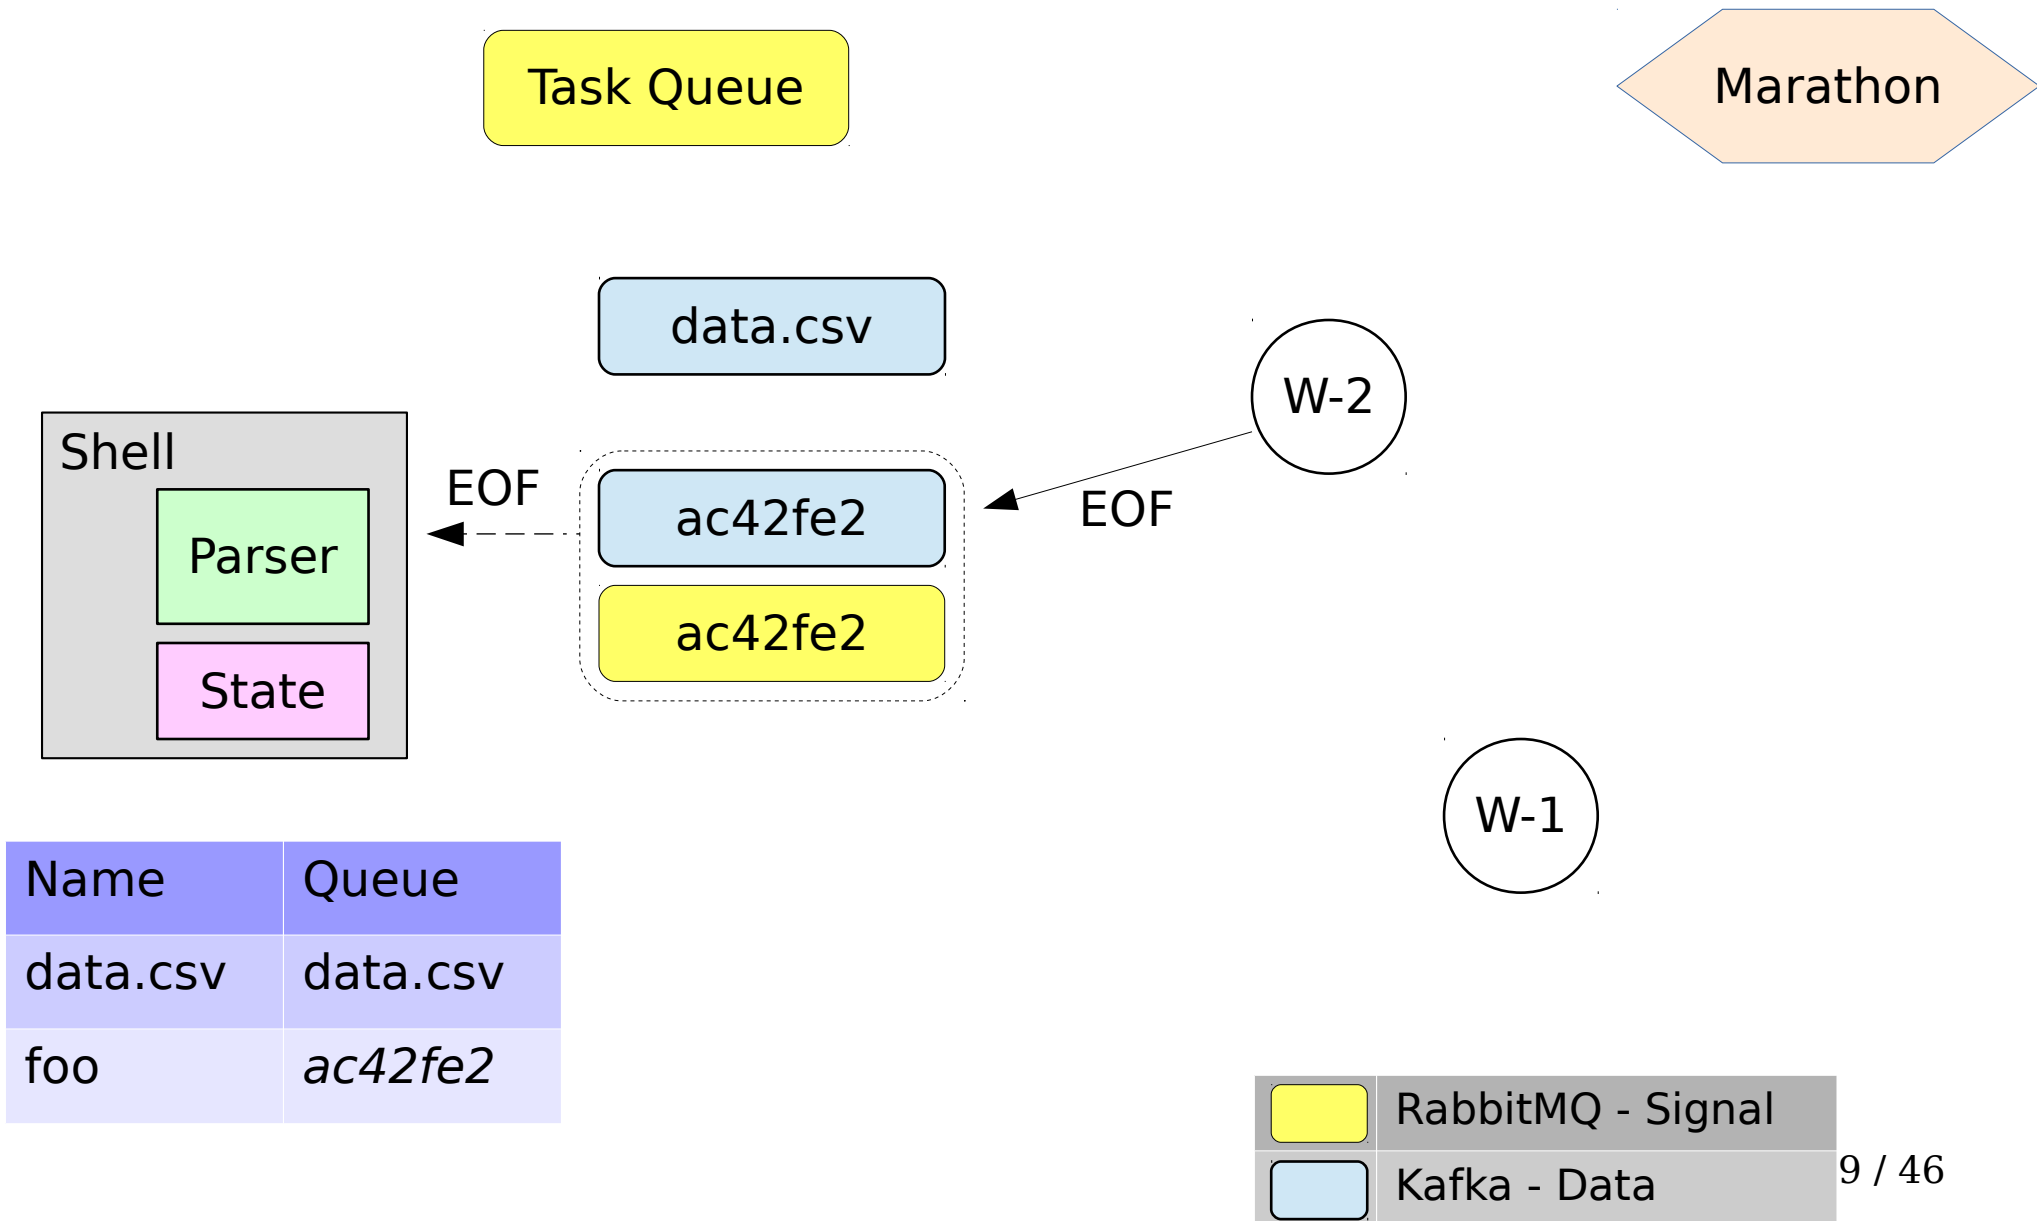 Task Queue
Marathon
data.csv
W-2
Shell
EOF
ac42fe2
EOF
Parser
ac42fe2
State
W-1
Name Queue
data.csv data.csv
foo ac42fe2
RabbitMQ - Signal
Kafka - Data
9 / 46